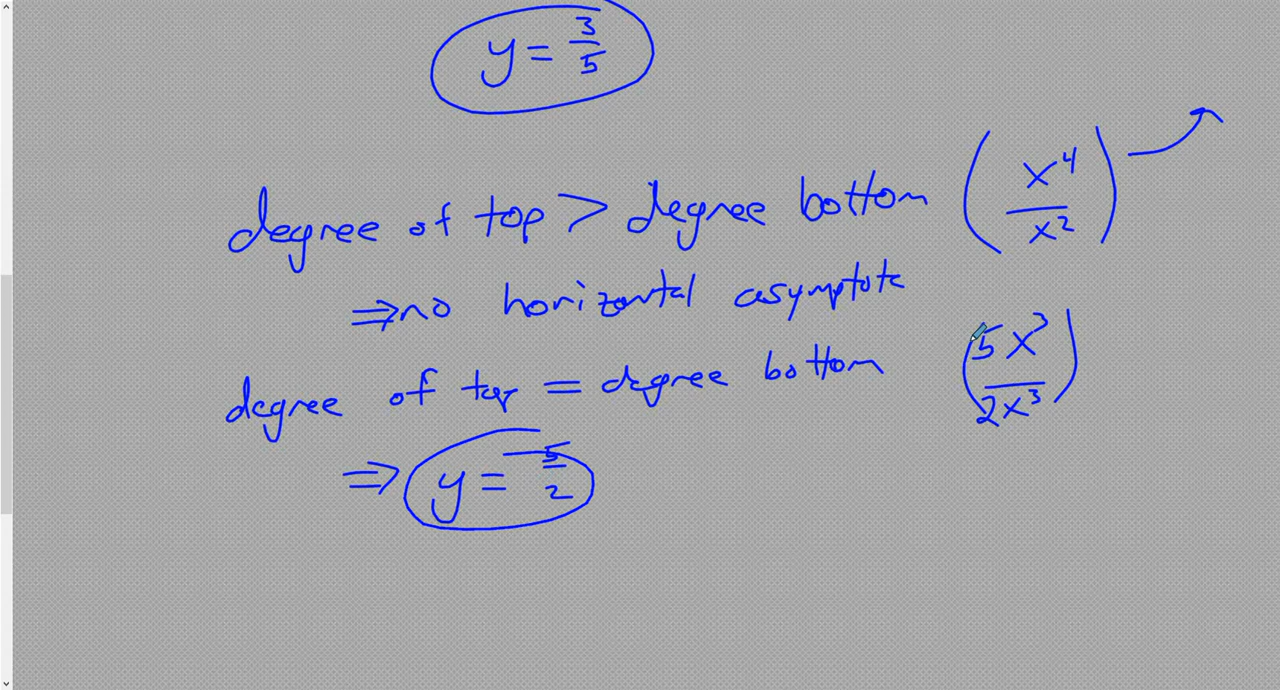 y = 3/5
degree of top > degree bottom (x⁴/x²)
⇒ no horizontal asymptote
degree of top = degree bottom (5x³/2x³)
⇒ y = 5/2